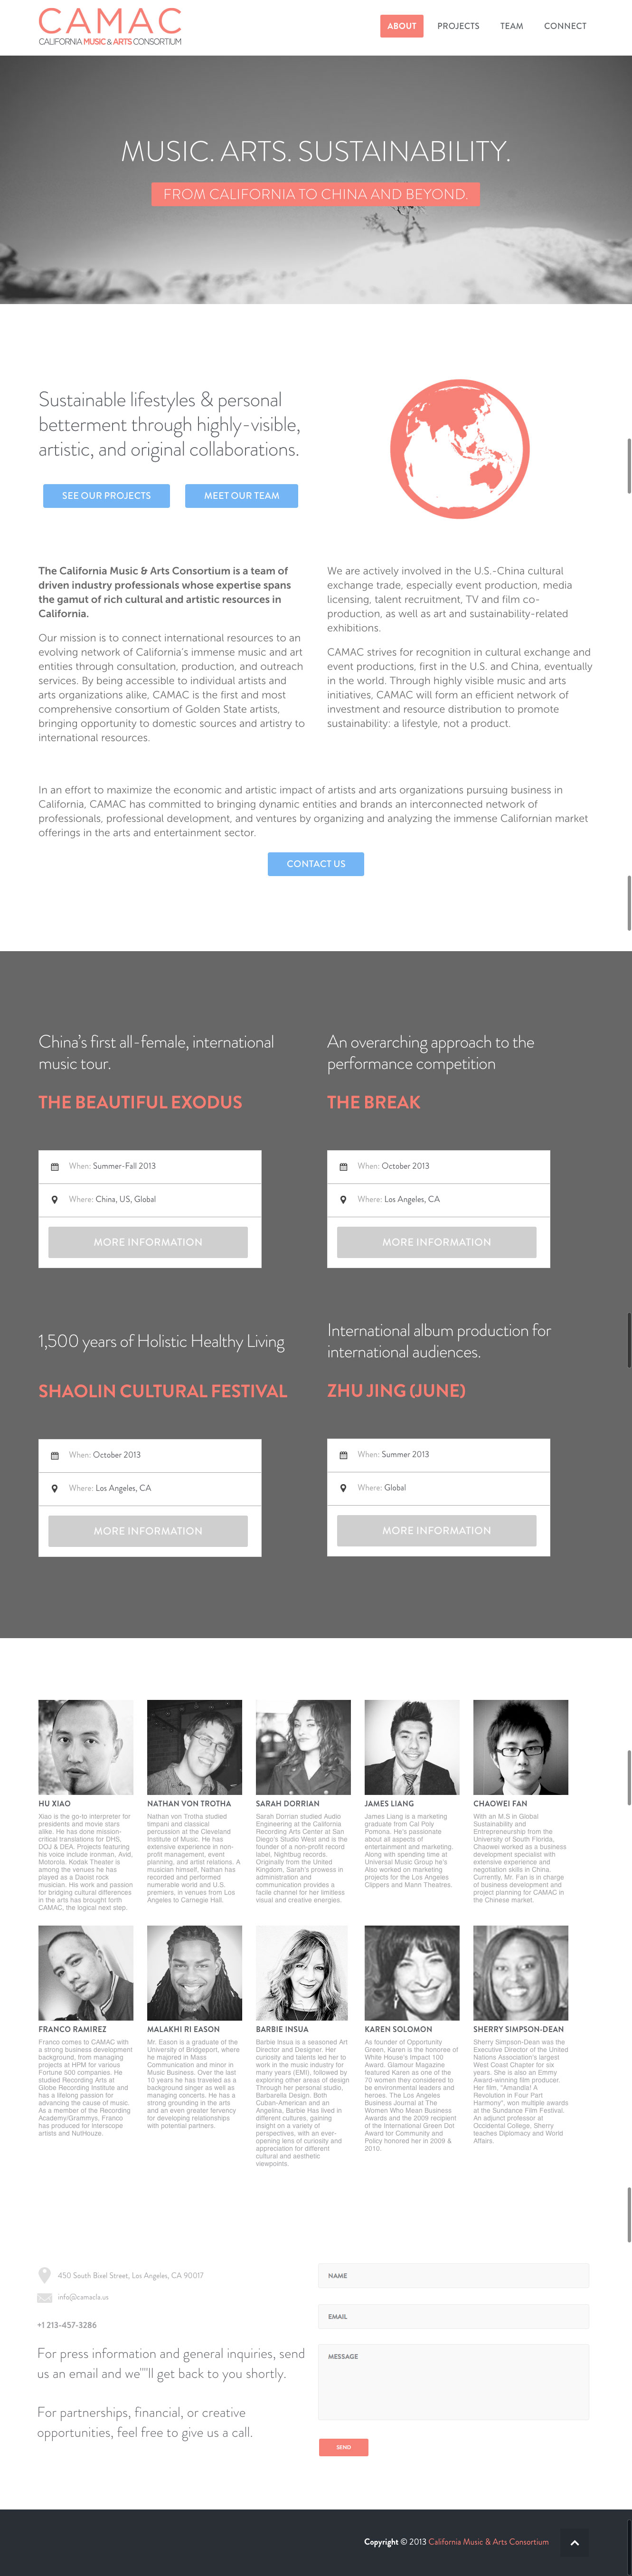 CAMAC
CALIFORNIA MUSIC & ARTS CONSORTIUM
ABOUT
PROJECTS
TEAM
CONNECT
MUSIC. ARTS. SUSTAINABILITY.
FROM CALIFORNIA TO CHINA AND BEYOND.
Sustainable lifestyles & personal
betterment through highly-visible,
artistic, and original collaborations.
SEE OUR PROJECTS
MEET OUR TEAM
The California Music & Arts Consortium is a team of
driven industry professionals whose expertise spans
the gamut of rich cultural and artistic resources in
California.
Our mission is to connect international resources to an
evolving network of California's immense music and art
entities through consultation, production, and outreach
services. By being accessible to individual artists and
arts organizations alike, CAMAC is the first and most
comprehensive consortium of Golden State artists,
bringing opportunity to domestic sources and artistry to
international resources.
We are actively involved in the U.S.-China cultural
exchange trade, especially event production, media
licensing, talent recruitment, TV and film co-
production, as well as art and sustainability-related
exhibitions.
CAMAC strives for recognition in cultural exchange and
event productions, first in the U.S. and China, eventually
in the world. Through highly visible music and arts
initiatives, CAMAC will form an efficient network of
investment and resource distribution to promote
sustainability: a lifestyle, not a product.
In an effort to maximize the economic and artistic impact of artists and arts organizations pursuing business in
California, CAMAC has committed to bringing dynamic entities and brands an interconnected network of
professionals, professional development, and ventures by organizing and analyzing the immense Californian market
offerings in the arts and entertainment sector.
CONTACT US
China's first all-female, international
music tour.
THE BEAUTIFUL EXODUS
When: Summer-Fall 2013
Where: China, US, Global
MORE INFORMATION
An overarching approach to the
performance competition
THE BREAK
When: October 2013
Where: Los Angeles, CA
MORE INFORMATION
1,500 years of Holistic Healthy Living
SHAOLIN CULTURAL FESTIVAL
When: October 2013
Where: Los Angeles, CA
MORE INFORMATION
International album production for
international audiences.
ZHU JING (JUNE)
When: Summer 2013
Where: Global
MORE INFORMATION
HU XIAO
Xiao is the go-to interpreter for
presidents and movie stars
alike. He has done mission-
critical translations for DHS,
DOJ & DEA. Projects featuring
his voice include Ironman, Avid,
Motorola. Kodak Theater is
among the venues he has
played as a Daoist rock
musician. His work and passion
for bridging cultural differences
in the arts has brought forth
CAMAC, the logical next step.
NATHAN VON TROTHA
Nathan von Trotha studied
timpani and classical
percussion at the Cleveland
Institute of Music. He has
extensive experience in non-
profit management, event
planning, and artist relations. A
musician himself, Nathan has
recorded and performed
numerable world and U.S.
premiers, in venues from Los
Angeles to Carnegie Hall.
SARAH DORRIAN
Sarah Dorrian studied Audio
Engineering at the California
Recording Arts Center at San
Diego's Studio West and is the
founder of a non-profit record
label, Nightbug records.
Originally from the United
Kingdom, Sarah's prowess in
administration and
communication provides a
facile channel for her limitless
visual and creative energies.
JAMES LIANG
James Liang is a marketing
graduate from Cal Poly
Pomona. He's passionate
about all aspects of
entertainment and marketing.
Along with spending time at
Universal Music Group he's
Also worked on marketing
projects for the Los Angeles
Clippers and Mann Theatres.
CHAOWEI FAN
With an M.S in Global
Sustainability and
Entrepreneurship from the
University of South Florida,
Chaowei worked as a business
development specialist with
extensive experience and
negotiation skills in China.
Currently, Mr. Fan is in charge
of business development and
project planning for CAMAC in
the Chinese market.
FRANCO RAMIREZ
Franco comes to CAMAC with
a strong business development
background, from managing
projects at HPM for various
Fortune 500 companies. He
studied Recording Arts at
Globe Recording Institute and
has a lifelong passion for
advancing the cause of music.
As a member of the Recording
Academy/Grammys, Franco
has produced for Interscope
artists and NutHouze.
MALAKHI RI EASON
Mr. Eason is a graduate of the
University of Bridgeport, where
he majored in Mass
Communication and minor in
Music Business. Over the last
10 years he has traveled as a
background singer as well as
managing concerts. He has a
strong grounding in the arts
and an even greater fervency
for developing relationships
with potential partners.
BARBIE INSUA
Barbie Insua is a seasoned Art
Director and Designer. Her
curiosity and talents led her to
work in the music industry for
many years (EMI), followed by
exploring other areas of design
Through her personal studio,
Barbarella Design. Both
Cuban-American and an
Angelina, Barbie Has lived in
different cultures, gaining
insight on a variety of
perspectives, with an ever-
opening lens of curiosity and
appreciation for different
cultural and aesthetic
viewpoints.
KAREN SOLOMON
As founder of Opportunity
Green, Karen is the honoree of
White House's Impact 100
Award. Glamour Magazine
featured Karen as one of the
70 women they considered to
be environmental leaders and
heroes. The Los Angeles
Business Journal at The
Women Who Mean Business
Awards and the 2009 recipient
of the International Green Dot
Award for Community and
Policy honored her in 2009 &
2010.
SHERRY SIMPSON-DEAN
Sherry Simpson-Dean was the
Executive Director of the United
Nations Association's largest
West Coast Chapter for six
years. She is also an Emmy
Award-winning film producer.
Her film, "Amandla! A
Revolution in Four Part
Harmony", won multiple awards
at the Sundance Film Festival.
An adjunct professor at
Occidental College, Sherry
teaches Diplomacy and World
Affairs.
450 South Bixel Street, Los Angeles, CA 90017
info@camacla.us
+1 213-457-3286
For press information and general inquiries, send
us an email and we""ll get back to you shortly.
For partnerships, financial, or creative
opportunities, feel free to give us a call.
NAME
EMAIL
MESSAGE
SEND
Copyright © 2013 California Music & Arts Consortium